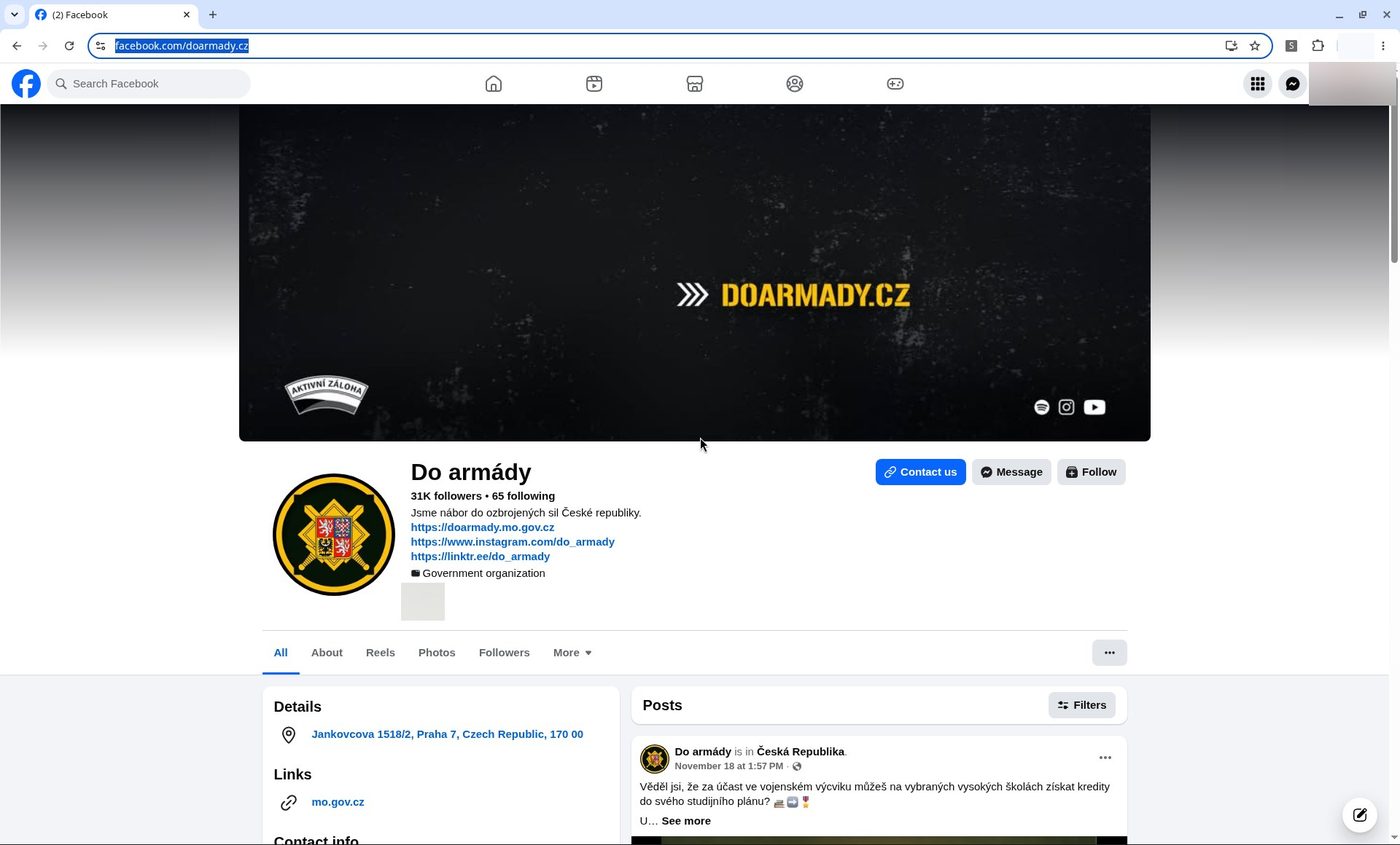 (2) Facebook
facebook.com/doarmady.cz
S
Search Facebook
DOARMADY.CZ
AKTIVNÍ ZÁLOHA
Do armády
31K followers • 65 following
Jsme nábor do ozbrojených sil České republiky.
https://doarmady.mo.gov.cz
https://www.instagram.com/do_armady
https://linktr.ee/do_armady
Government organization
Contact us
Message
Follow
All
About
Reels
Photos
Followers
More
Details
Jankovcova 1518/2, Praha 7, Czech Republic, 170 00
Links
mo.gov.cz
Contact info
Posts
Filters
Do armády is in Česká Republika.
November 18 at 1:57 PM ·
Věděl jsi, že za účast ve vojenském výcviku můžeš na vybraných vysokých školách získat kredity
do svého studijního plánu?
U… See more